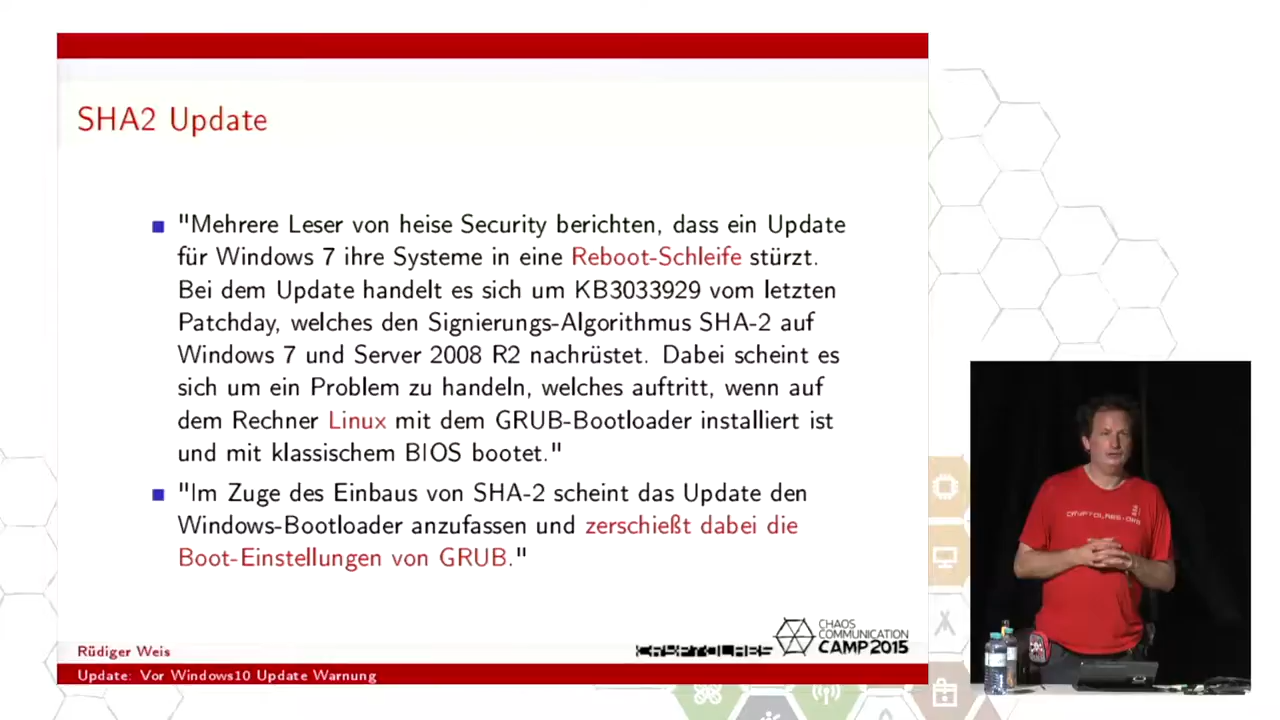 SHA2 Update
"Mehrere Leser von heise Security berichten, dass ein Update
für Windows 7 ihre Systeme in eine Reboot-Schleife stürzt.
Bei dem Update handelt es sich um KB3033929 vom letzten
Patchday, welches den Signierungs-Algorithmus SHA-2 auf
Windows 7 und Server 2008 R2 nachrüstet. Dabei scheint es
sich um ein Problem zu handeln, welches auftritt, wenn auf
dem Rechner Linux mit dem GRUB-Bootloader installiert ist
und mit klassischem BIOS bootet."
"Im Zuge des Einbaus von SHA-2 scheint das Update den
Windows-Bootloader anzufassen und zerschießt dabei die
Boot-Einstellungen von GRUB."
CRYPTOLABS.ORG
CHAOS
COMMUNICATION
CAMP 2015
CRYPTOLABS
Rüdiger Weis
Update: Vor Windows10 Update Warnung